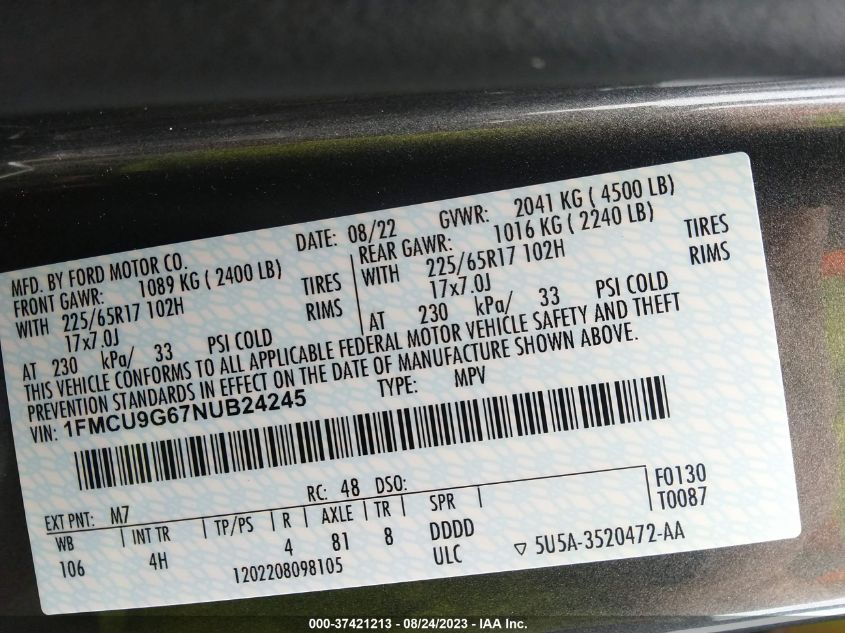 MFD. BY FORD MOTOR CO.
DATE: 08/22 GVWR: 2041 KG ( 4500 LB)
FRONT GAWR: 1089 KG ( 2400 LB)
WITH 225/65R17 102H TIRES
17x7.0J RIMS
AT 230 kPa/ 33 PSI COLD
REAR GAWR: 1016 KG ( 2240 LB)
WITH 225/65R17 102H TIRES
17x7.0J RIMS
AT 230 kPa/ 33 PSI COLD
THIS VEHICLE CONFORMS TO ALL APPLICABLE FEDERAL MOTOR VEHICLE SAFETY AND THEFT
PREVENTION STANDARDS IN EFFECT ON THE DATE OF MANUFACTURE SHOWN ABOVE.
VIN: 1FMCU9G67NUB24245 TYPE: MPV
EXT PNT: M7 RC: 48 DSO: F0130
T0087
WB INT TR TP/PS R AXLE TR SPR
106 4H 4 81 8 DDDD
1202208098105 ULC ▽ 5U5A-3520472-AA
000-37421213 - 08/24/2023 - IAA Inc.